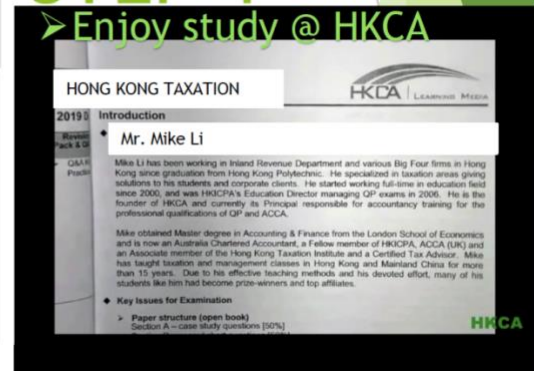 ➢Enjoy study @ HKCA
HKCA LEARNING MEDIA
HONG KONG TAXATION
2019 Introduction
Mr. Mike Li
Mike Li has been working in Inland Revenue Department and various Big Four firms in Hong
Kong since graduation from Hong Kong Polytechnic. He specialized in taxation areas giving
solutions to his students and corporate clients. He started working full-time in education field
since 2000, and was HKICPA's Education Director managing QP exams in 2006. He is the
founder of HKCA and currently its Principal responsible for accountancy training for the
professional qualifications of QP and ACCA.
Mike obtained Master degree in Accounting & Finance from the London School of Economics
and is now an Australia Chartered Accountant, a Fellow member of HKICPA, ACCA (UK) and
an Associate member of the Hong Kong Taxation Institute and a Certified Tax Advisor. Mike
has taught taxation and management classes in Hong Kong and Mainland China for more
than 15 years. Due to his effective teaching methods and his devoted effort, many of his
students like him had become prize-winners and top affiliates.
◆ Key Issues for Examination
➢ Paper structure (open book)
Section A – case study questions [50%]
HKCA